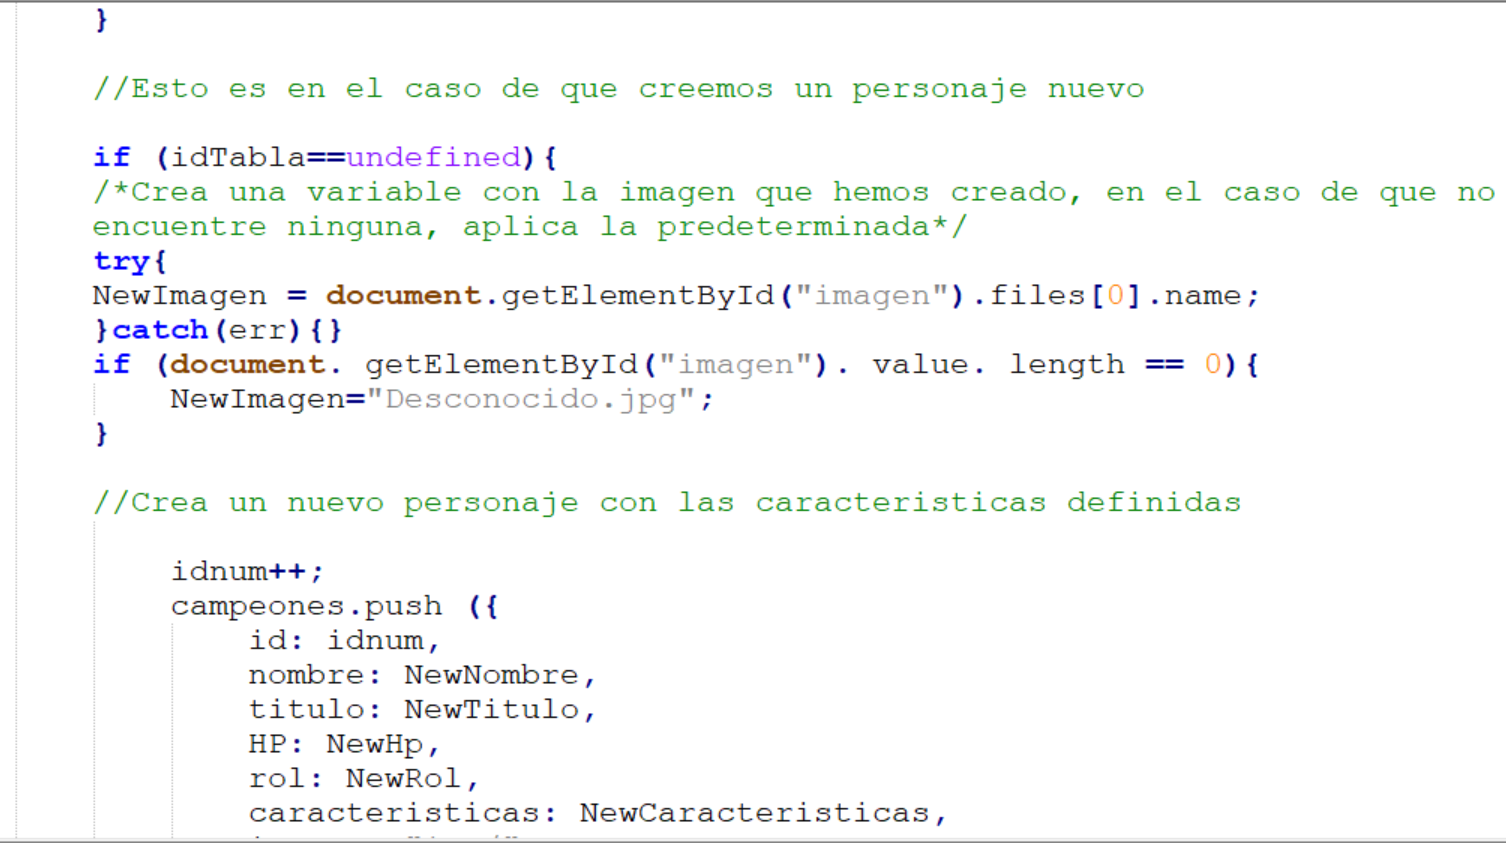 }
//Esto es en el caso de que creemos un personaje nuevo
if (idTabla==undefined){
/*Crea una variable con la imagen que hemos creado, en el caso de que no
encuentre ninguna, aplica la predeterminada*/
try{
NewImagen = document.getElementById("imagen").files[0].name;
}catch(err){}
if (document. getElementById("imagen"). value. length == 0){
NewImagen="Desconocido.jpg";
}
//Crea un nuevo personaje con las caracteristicas definidas
idnum++;
campeones.push ({
id: idnum,
nombre: NewNombre,
titulo: NewTitulo,
HP: NewHp,
rol: NewRol,
caracteristicas: NewCaracteristicas,